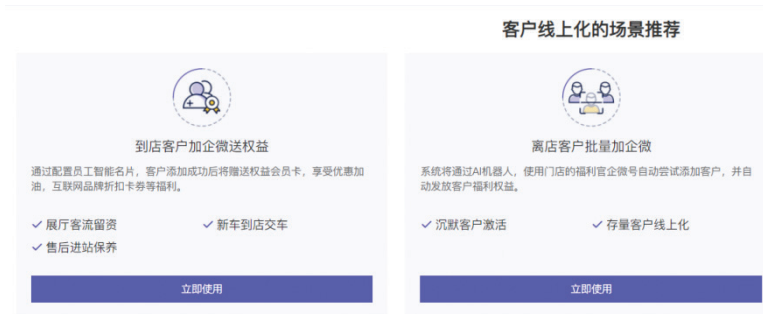 客户线上化的场景推荐
到店客户加企微送权益
通过配置员工智能名片，客户添加成功后将赠送权益会员卡，享受优惠加
油，互联网品牌折扣卡券等福利。
展厅客流留资
新车到店交车
售后进站保养
立即使用
离店客户批量加企微
系统将通过AI机器人，使用门店的福利官企微号自动尝试添加客户，并自
动发放客户福利权益。
沉默客户激活
存量客户线上化
立即使用